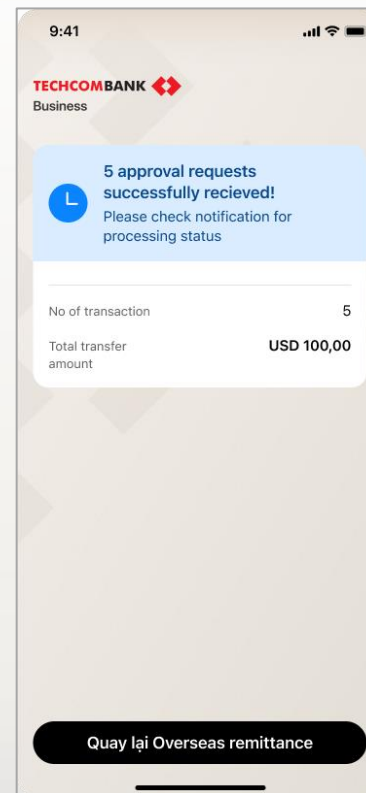 9:41
TECHCOMBANK
Business
5 approval requests
successfully recieved!
Please check notification for
processing status
No of transaction 5
Total transfer
amount
USD 100,00
Quay lại Overseas remittance